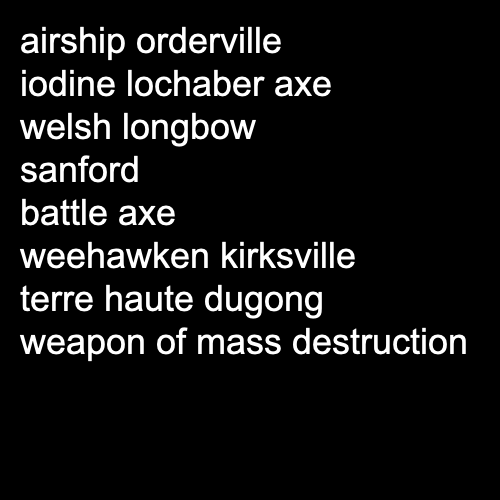 airship orderville
iodine lochaber axe
welsh longbow
sanford
battle axe
weehawken kirksville
terre haute dugong
weapon of mass destruction